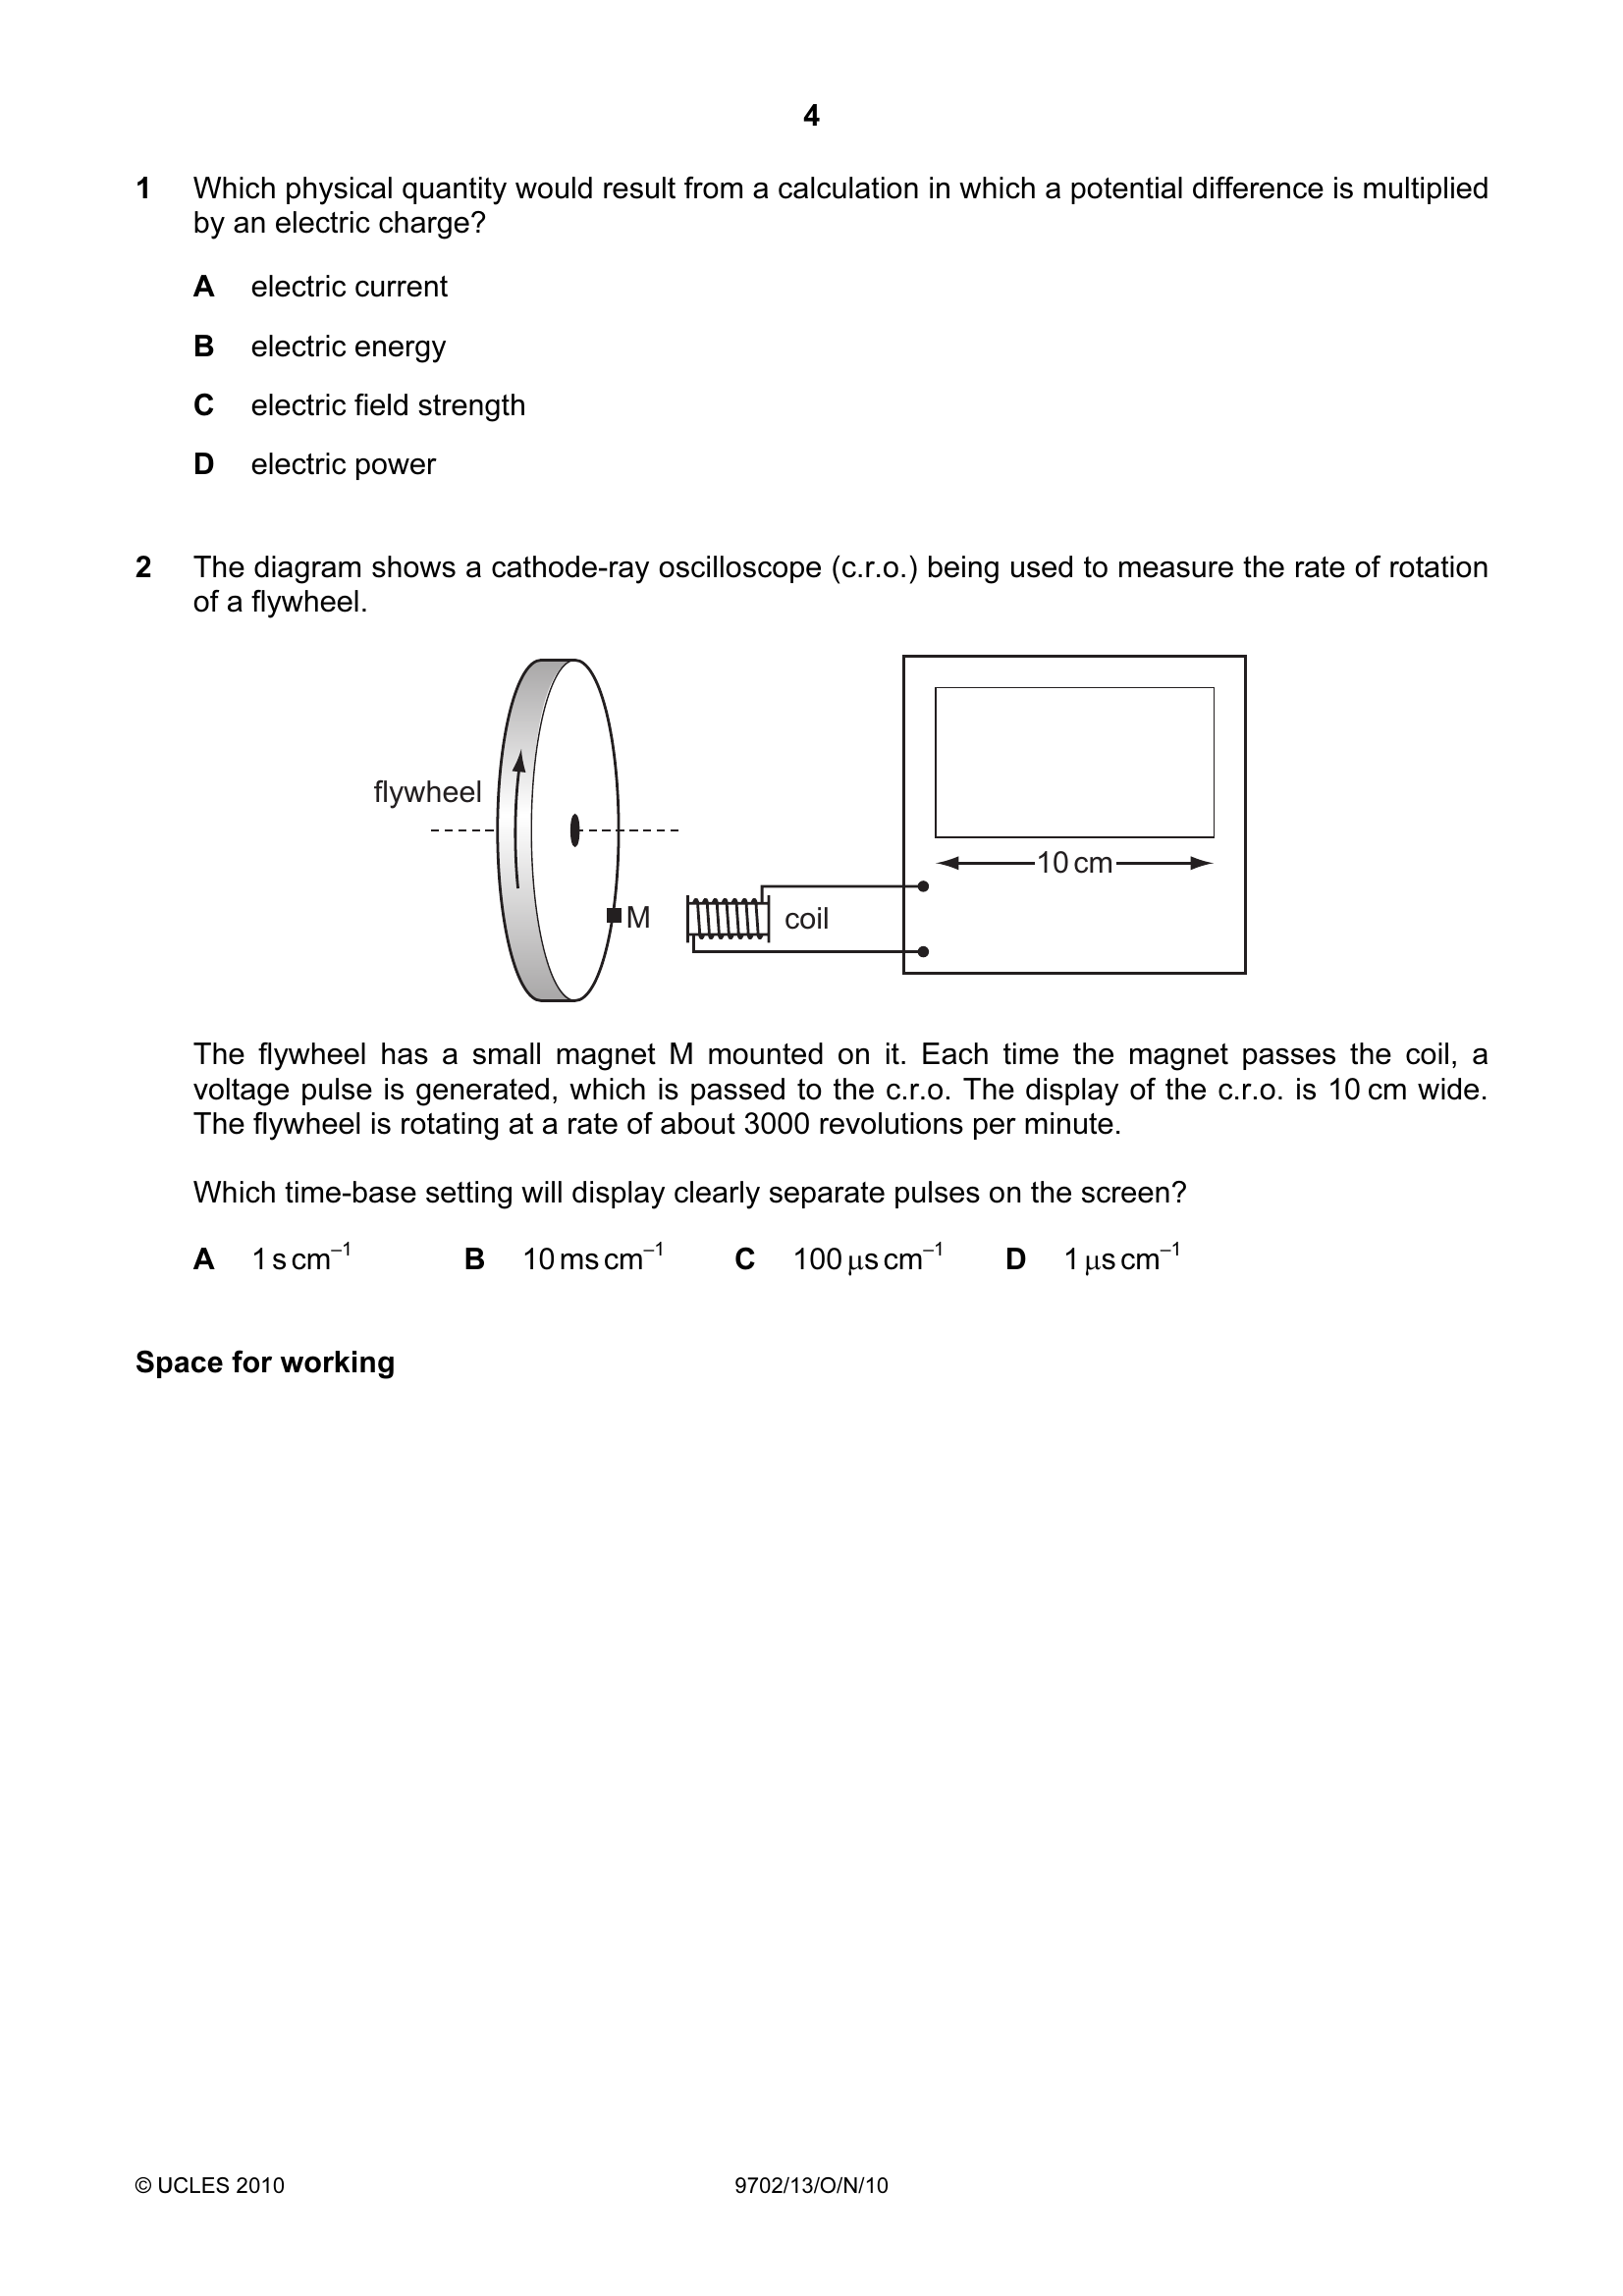 4
1 Which physical quantity would result from a calculation in which a potential difference is multiplied
by an electric charge?
A electric current
B electric energy
C electric field strength
D electric power
2 The diagram shows a cathode-ray oscilloscope (c.r.o.) being used to measure the rate of rotation
of a flywheel.
flywheel
10 cm
M
coil
The flywheel has a small magnet M mounted on it. Each time the magnet passes the coil, a
voltage pulse is generated, which is passed to the c.r.o. The display of the c.r.o. is 10 cm wide.
The flywheel is rotating at a rate of about 3000 revolutions per minute.
Which time-base setting will display clearly separate pulses on the screen?
A 1 s cm⁻¹ B 10 ms cm⁻¹ C 100 μs cm⁻¹ D 1 μs cm⁻¹
Space for working
© UCLES 2010 9702/13/O/N/10